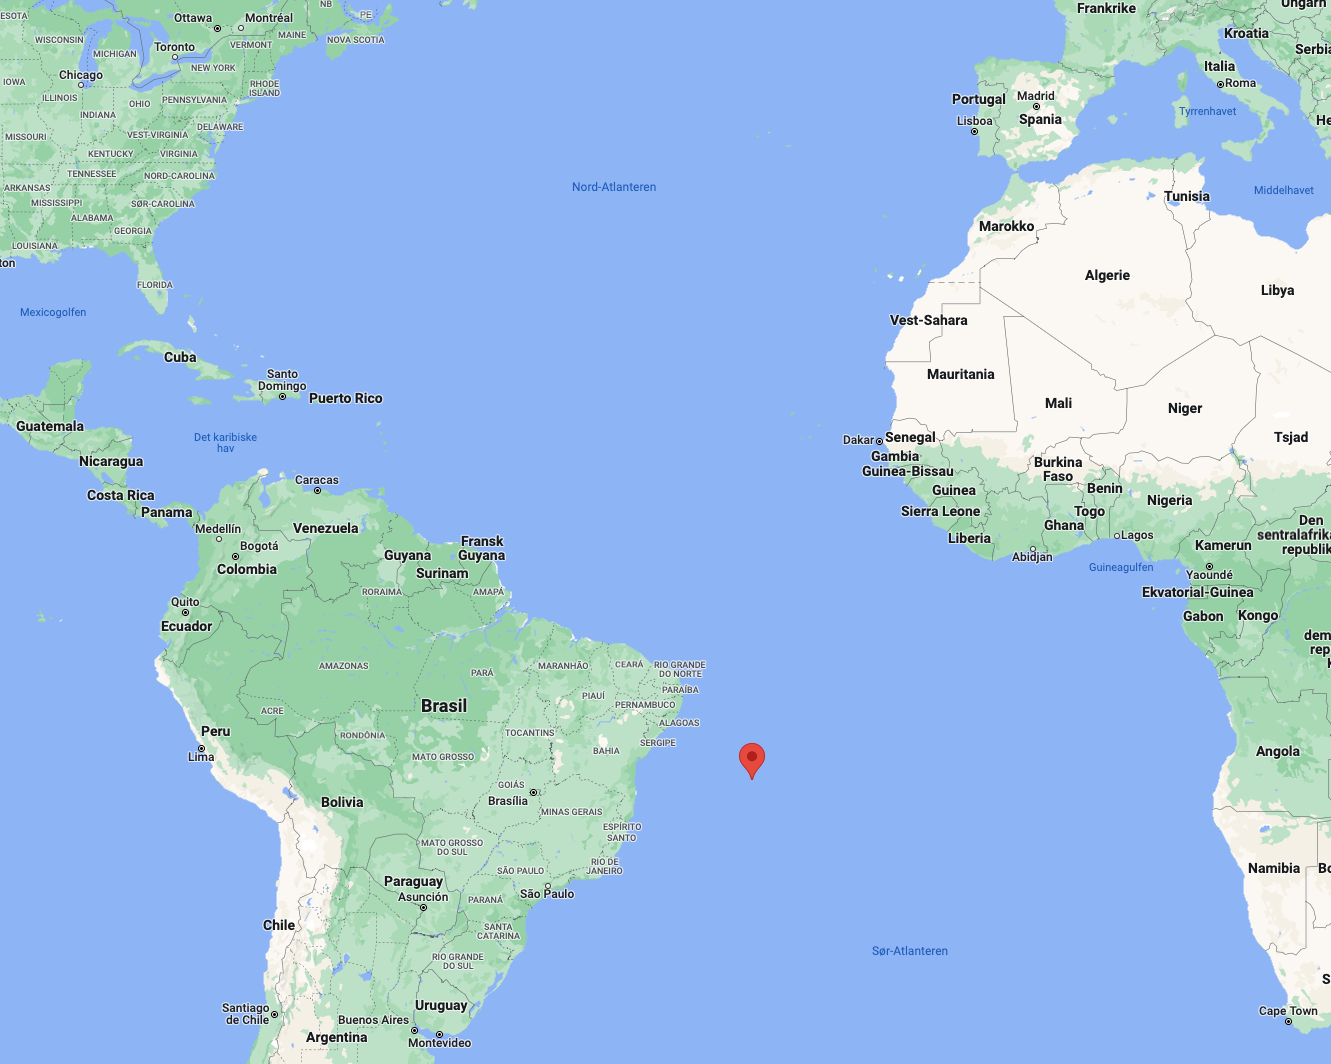 ESOTA
Ottawa
Montréal
NB
PE
WISCONSIN
MICHIGAN
Toronto
VERMONT
MAINE
NOVA SCOTIA
NEW YORK
IOWA
Chicago
ILLINOIS
OHIO
PENNSYLVANIA
RHODE
ISLAND
INDIANA
MISSOURI
VEST-VIRGINIA
DELAWARE
KENTUCKY
VIRGINIA
TENNESSEE
NORD-CAROLINA
ARKANSAS
MISSISSIPPI
SØR-CAROLINA
ALABAMA
GEORGIA
LOUISIANA
ton
FLORIDA
Mexicogolfen
Cuba
Santo
Domingo
Puerto Rico
Guatemala
Det karibiske
hav
Nicaragua
Costa Rica
Panama
Caracas
Medellín
Venezuela
Bogotá
Colombia
Guyana
Fransk
Guyana
Surinam
RORAIMA
AMAPÁ
Quito
Ecuador
AMAZONAS
PARÁ
MARANHÃO
CEARÁ
RIO GRANDE
DO NORTE
PARAÍBA
PIAUÍ
PERNAMBUCO
ACRE
Brasil
ALAGOAS
Peru
RONDÔNIA
TOCANTINS
SERGIPE
Lima
MATO GROSSO
BAHIA
GOIÁS
Brasília
Bolivia
MINAS GERAIS
ESPÍRITO
SANTO
MATO GROSSO
DO SUL
SÃO PAULO
RIO DE
JANEIRO
Paraguay
Asunción
São Paulo
PARANÁ
Chile
SANTA
CATARINA
RIO GRANDE
DO SUL
Santiago
de Chile
Uruguay
Buenos Aires
Argentina
Montevideo
Nord-Atlanteren
Sør-Atlanteren
Frankrike
Ungarn
Kroatia
Serbia
Italia
Roma
Portugal
Madrid
Lisboa
Spania
Tyrrenhavet
He
Tunisia
Middelhavet
Marokko
Algerie
Libya
Vest-Sahara
Mauritania
Mali
Niger
Tsjad
Dakar
Senegal
Gambia
Guinea-Bissau
Burkina
Faso
Guinea
Benin
Nigeria
Sierra Leone
Togo
Ghana
Den
sentralafrika
republik
Liberia
Lagos
Kamerun
Abidjan
Guineagulfen
Yaoundé
Ekvatorial-Guinea
Gabon
Kongo
dem
rep
K
Angola
Namibia
Bo
S
Cape Town